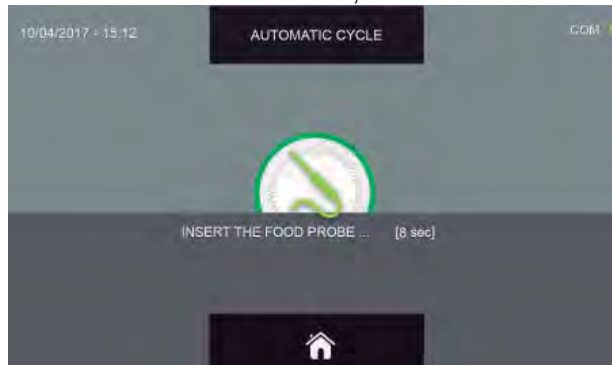 10/04/2017 - 15:12
AUTOMATIC CYCLE
COM
INSERT THE FOOD PROBE ... [8 sec]